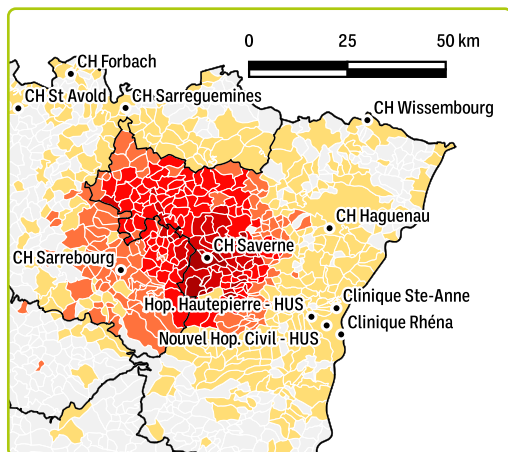 0 25 50 km
CH Forbach
CH St Avold
CH Sarreguemines
CH Wissembourg
CH Haguenau
CH Saverne
CH Sarrebourg
Hop. Hautepierre - HUS
Clinique Ste-Anne
Clinique Rhéna
Nouvel Hop. Civil - HUS